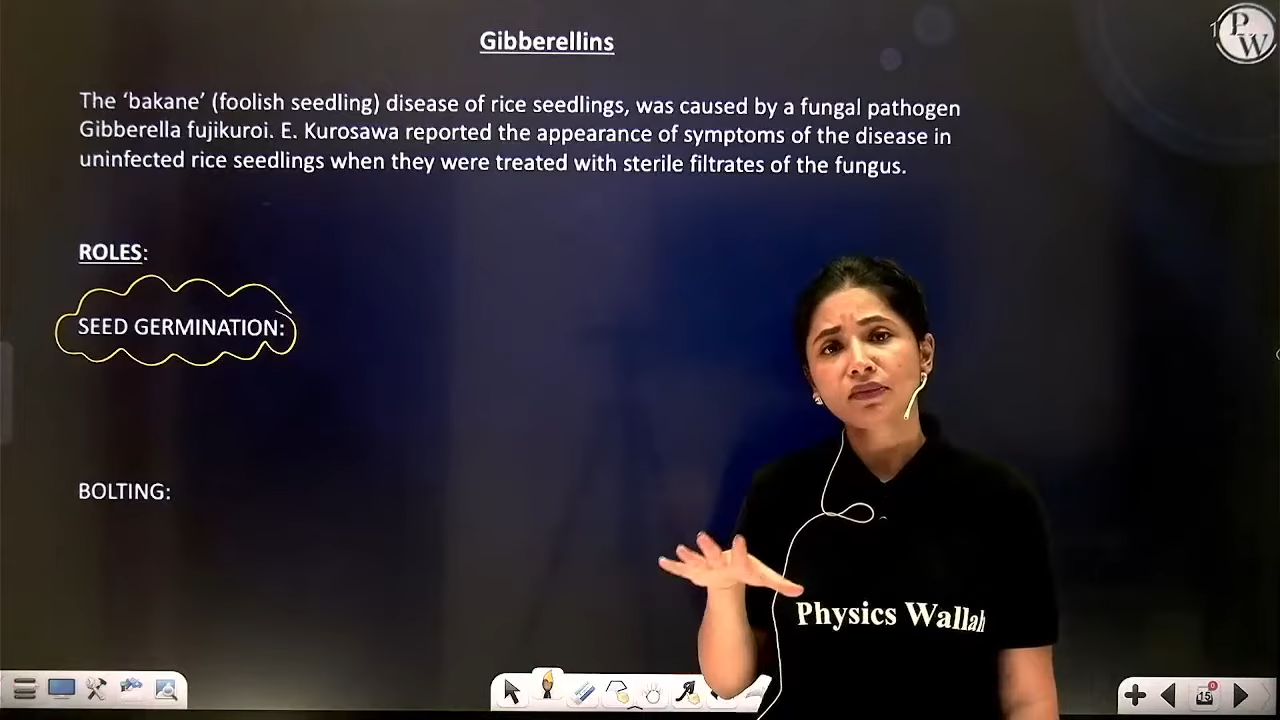 Gibberellins
The ‘bakane’ (foolish seedling) disease of rice seedlings, was caused by a fungal pathogen
Gibberella fujikuroi. E. Kurosawa reported the appearance of symptoms of the disease in
uninfected rice seedlings when they were treated with sterile filtrates of the fungus.
ROLES:
SEED GERMINATION:
BOLTING:
Physics Wallah
PW
15